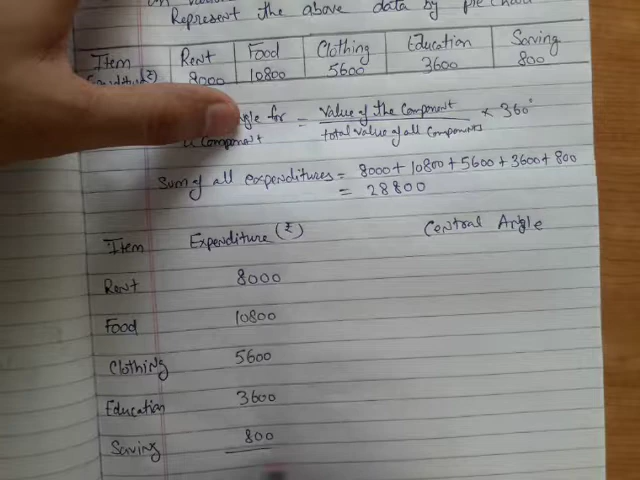 Represent the above data by pie chart
Item Rent Food Clothing Education Saving
8000 10800 5600 3600 800
Angle for = Value of the Component × 360°
Component total value of all Components
Sum of all expenditures = 8000 + 10800 + 5600 + 3600 + 800
= 28800
Item Expenditure (₹) Central Angle
Rent 8000
Food 10800
Clothing 5600
Education 3600
Saving 800